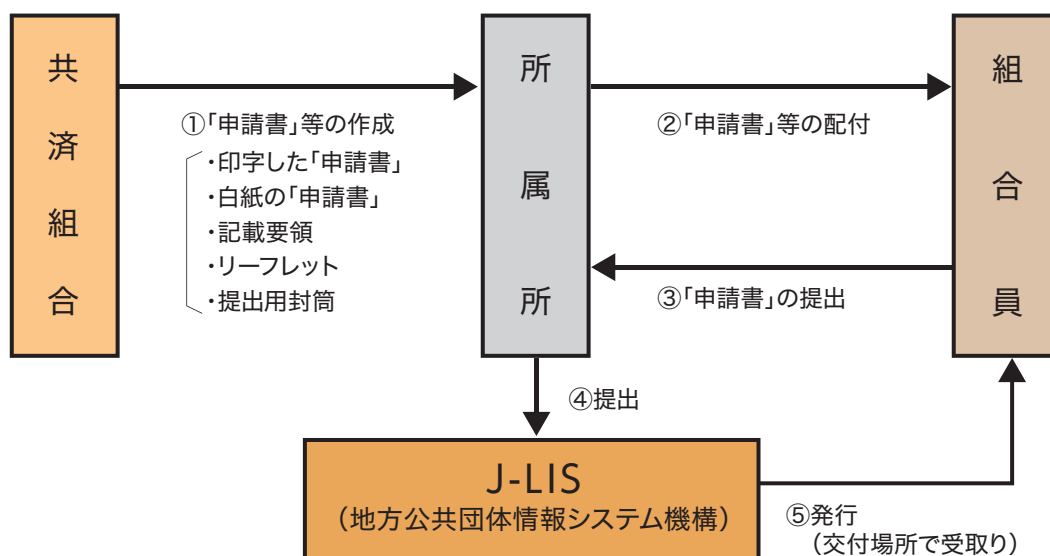 共済組合
①「申請書」等の作成
・印字した「申請書」
・白紙の「申請書」
・記載要領
・リーフレット
・提出用封筒
所属所
②「申請書」等の配付
③「申請書」の提出
組合員
④提出
J-LIS
（地方公共団体情報システム機構）
⑤発行
（交付場所で受取り）